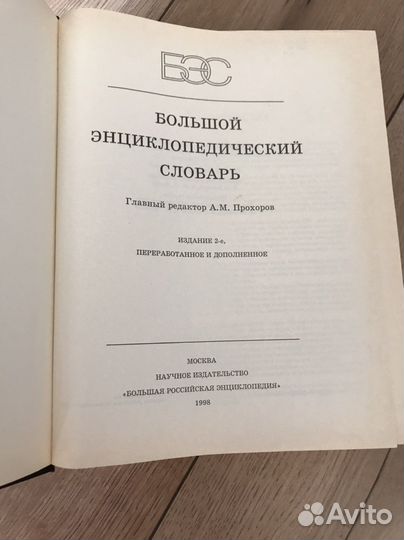 БЭС
БОЛЬШОЙ
ЭНЦИКЛОПЕДИЧЕСКИЙ
СЛОВАРЬ
Главный редактор А.М. Прохоров
ИЗДАНИЕ 2-е,
ПЕРЕРАБОТАННОЕ И ДОПОЛНЕННОЕ
МОСКВА
НАУЧНОЕ ИЗДАТЕЛЬСТВО
«БОЛЬШАЯ РОССИЙСКАЯ ЭНЦИКЛОПЕДИЯ»
1998
Avito